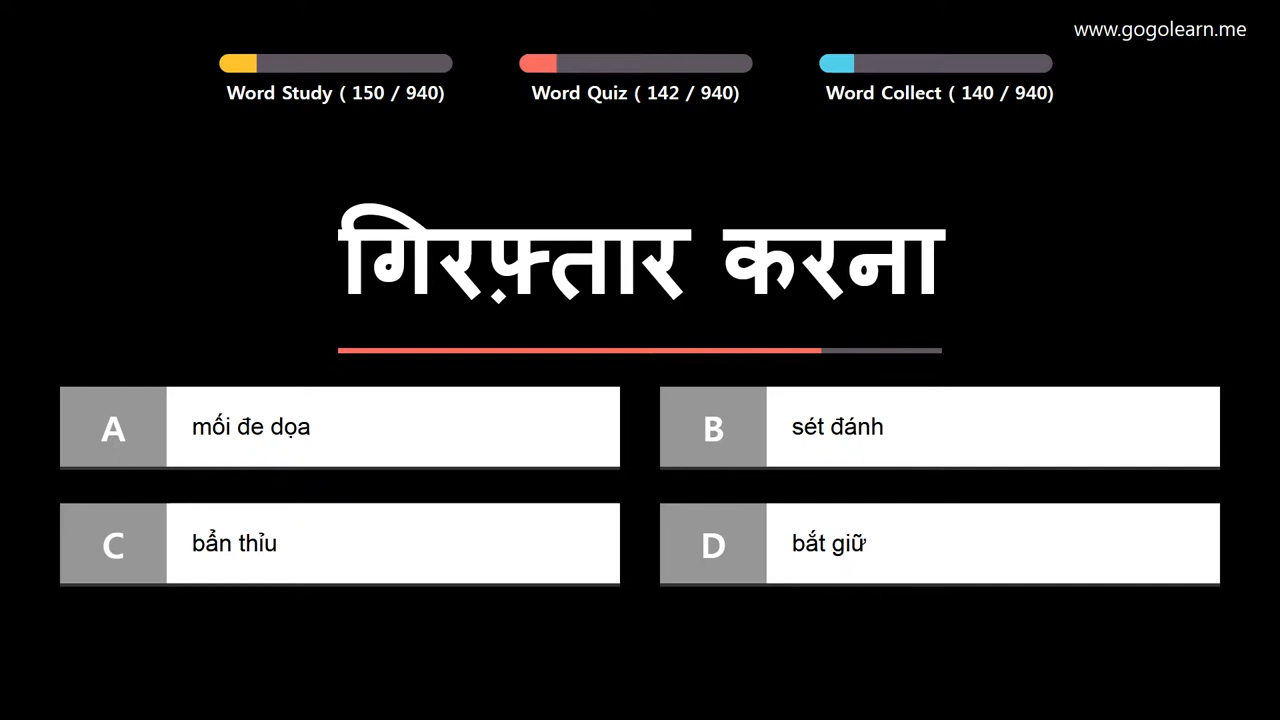 www.gogolearn.me
Word Study ( 150 / 940)
Word Quiz ( 142 / 940)
Word Collect ( 140 / 940)
गिरफ़्तार करना
A
mối đe dọa
B
sét đánh
C
bẩn thỉu
D
bắt giữ